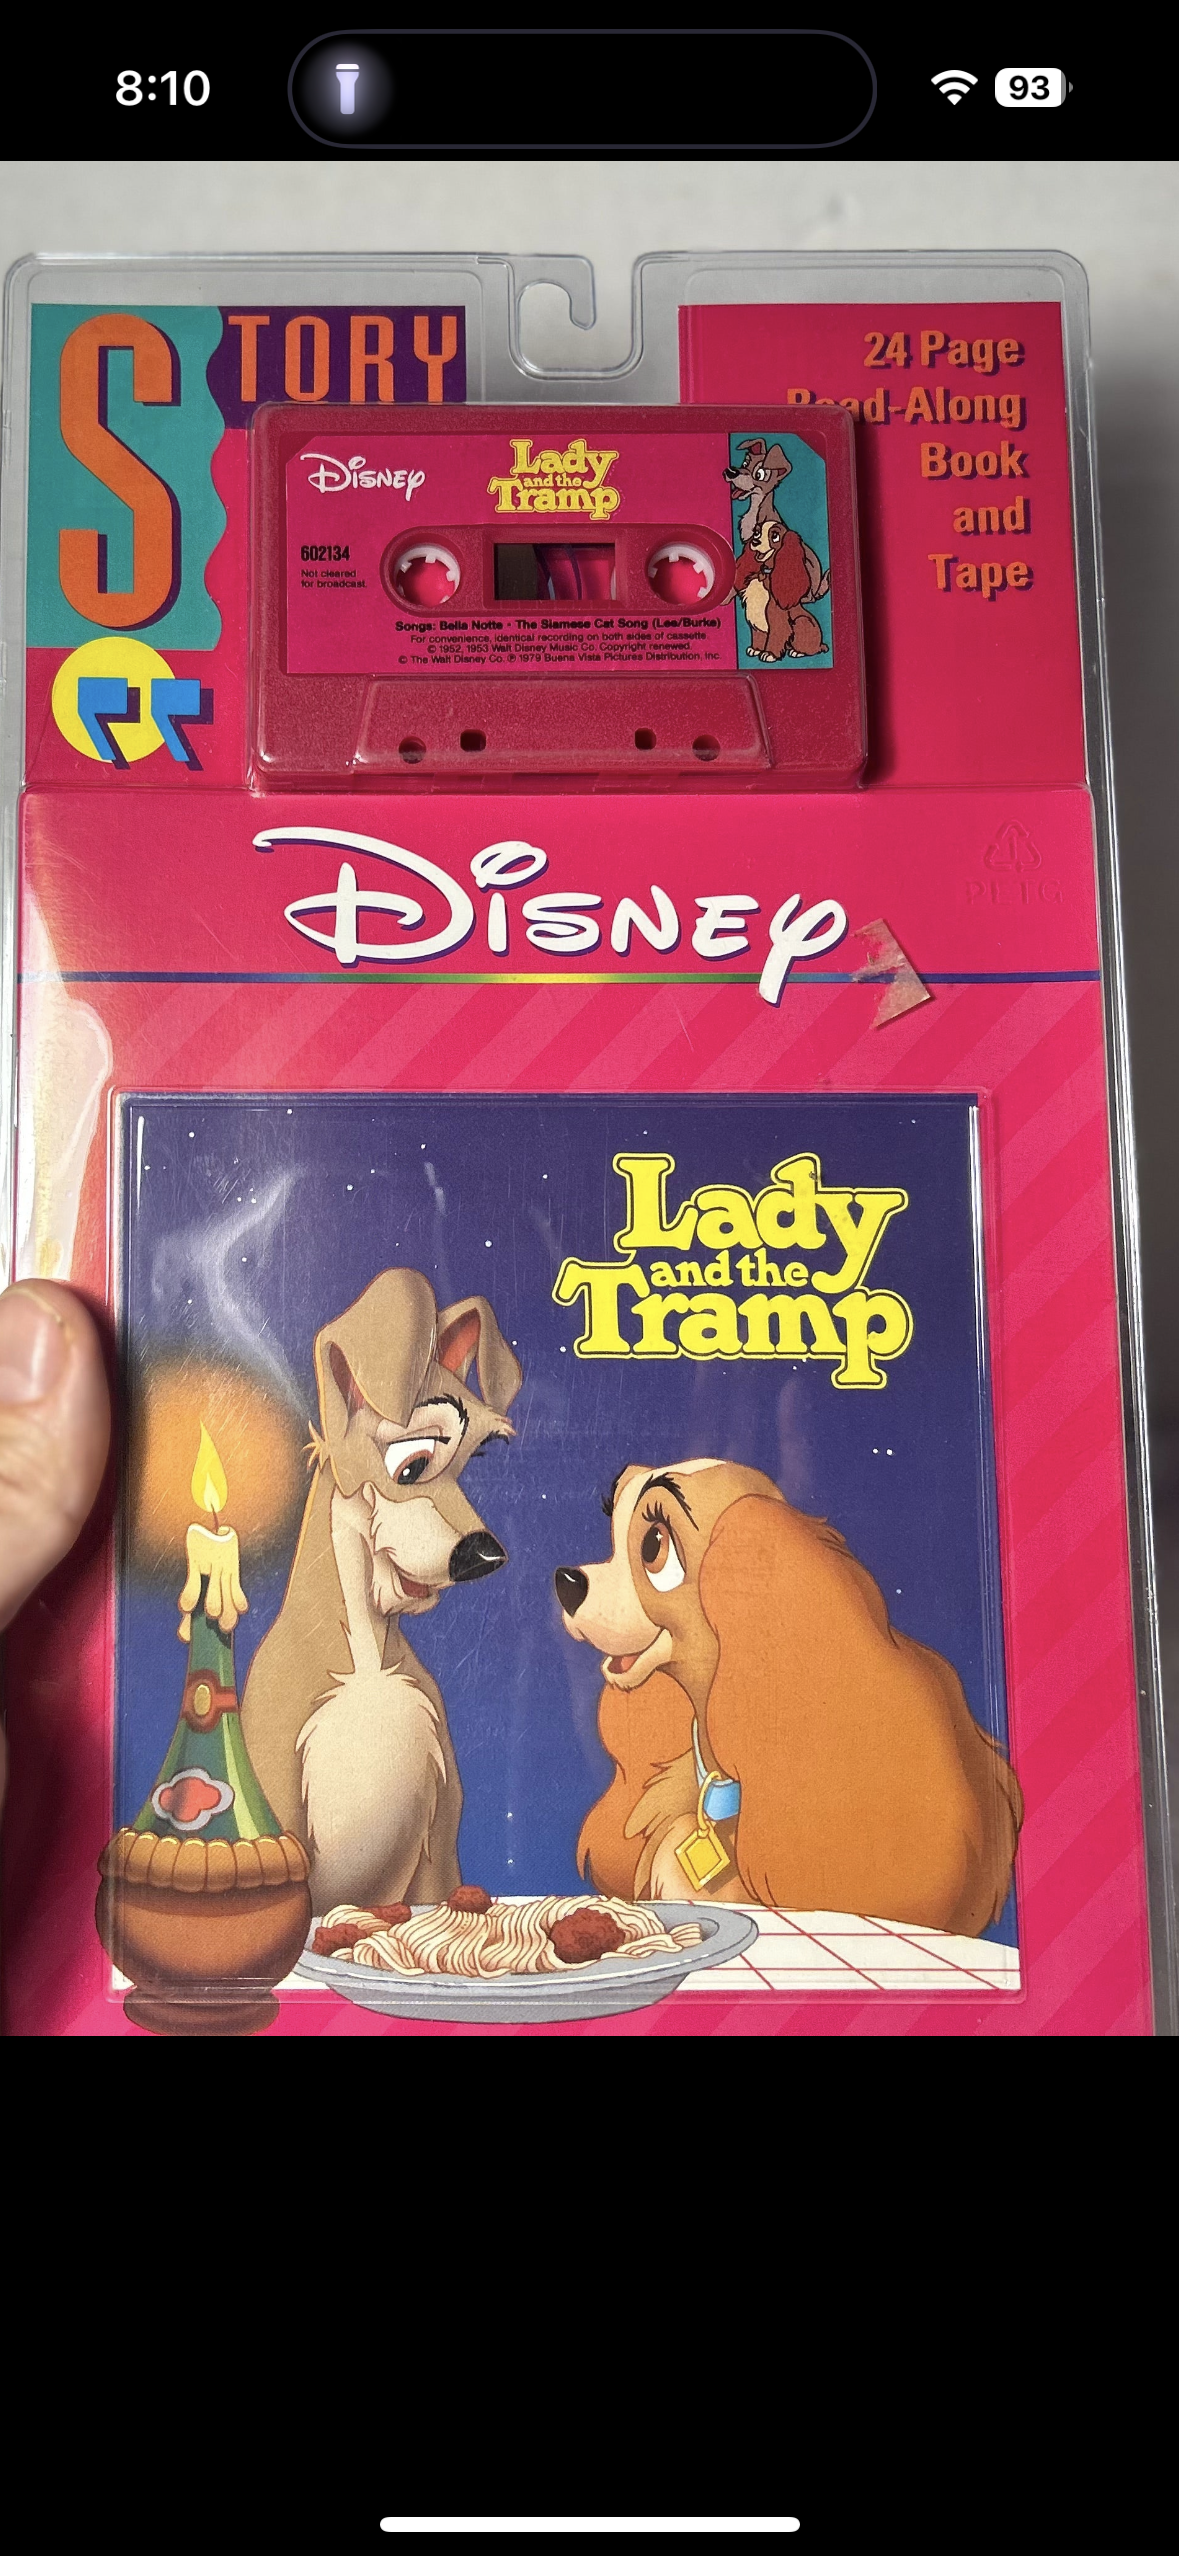 8:10
93
STORY
24 Page
Read-Along
Book
and
Tape
Disney
Lady
and the
Tramp
602134
Not cleared
for broadcast.
Songs: Bella Notte • The Siamese Cat Song (Lee/Burke)
For convenience, identical recording on both sides of cassette.
© 1952, 1953 Walt Disney Music Co. Copyright renewed.
© The Walt Disney Co. ℗ 1979 Buena Vista Pictures Distribution, Inc.
Disney
1
PETG
Lady
and the
Tramp